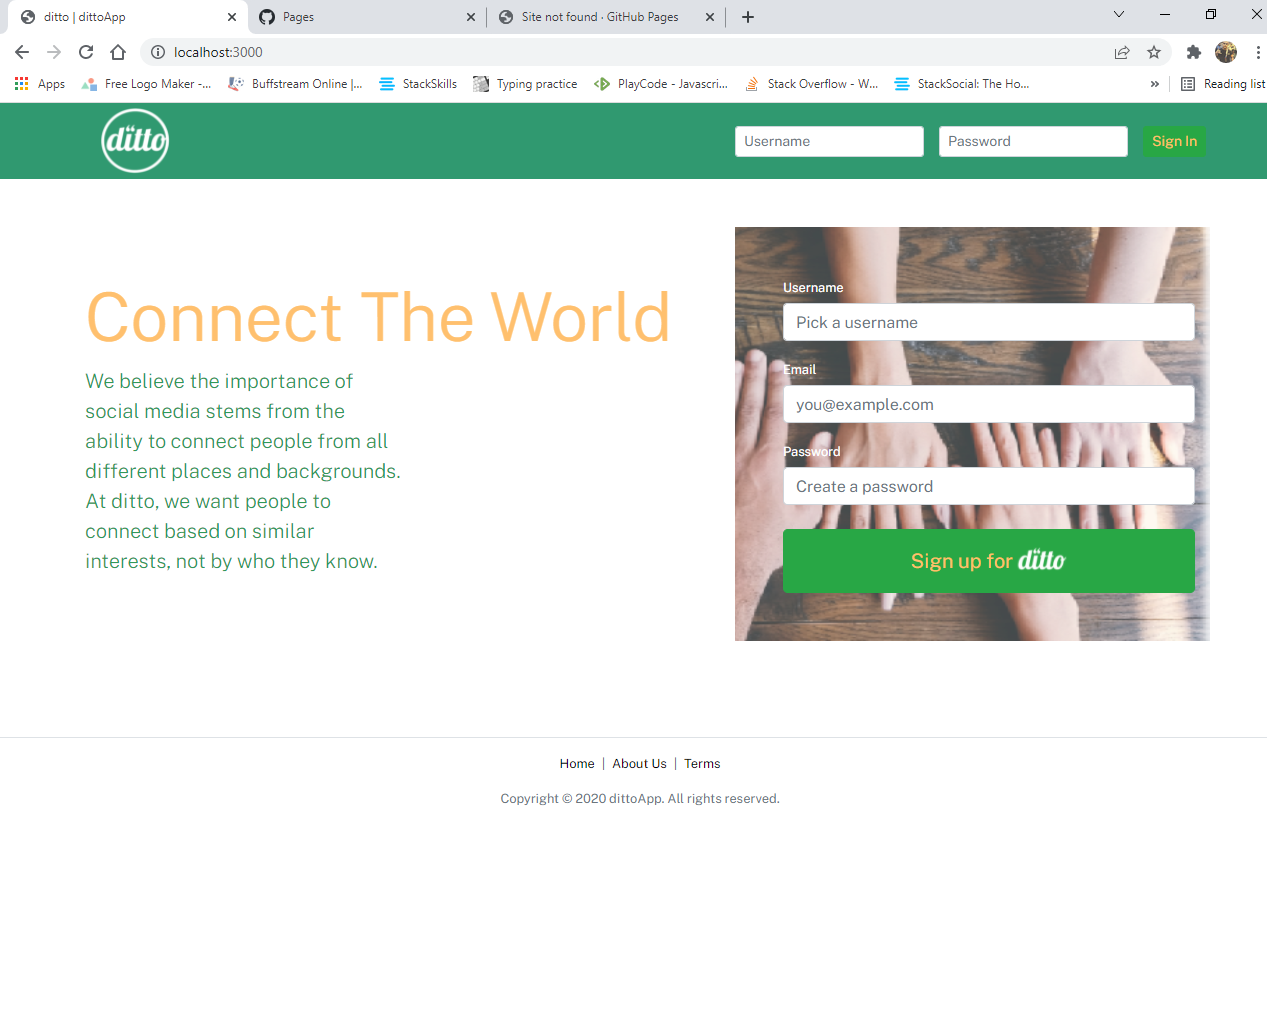 ditto | dittoApp
Pages
Site not found · GitHub Pages
localhost:3000
Apps
Free Logo Maker -...
Buffstream Online |...
StackSkills
Typing practice
PlayCode - Javascri...
Stack Overflow - W...
StackSocial: The Ho...
»
Reading list
ditto
Username
Password
Sign In
Connect The World
We believe the importance of
social media stems from the
ability to connect people from all
different places and backgrounds.
At ditto, we want people to
connect based on similar
interests, not by who they know.
Username
Pick a username
Email
you@example.com
Password
Create a password
Sign up for ditto
Home | About Us | Terms
Copyright © 2020 dittoApp. All rights reserved.